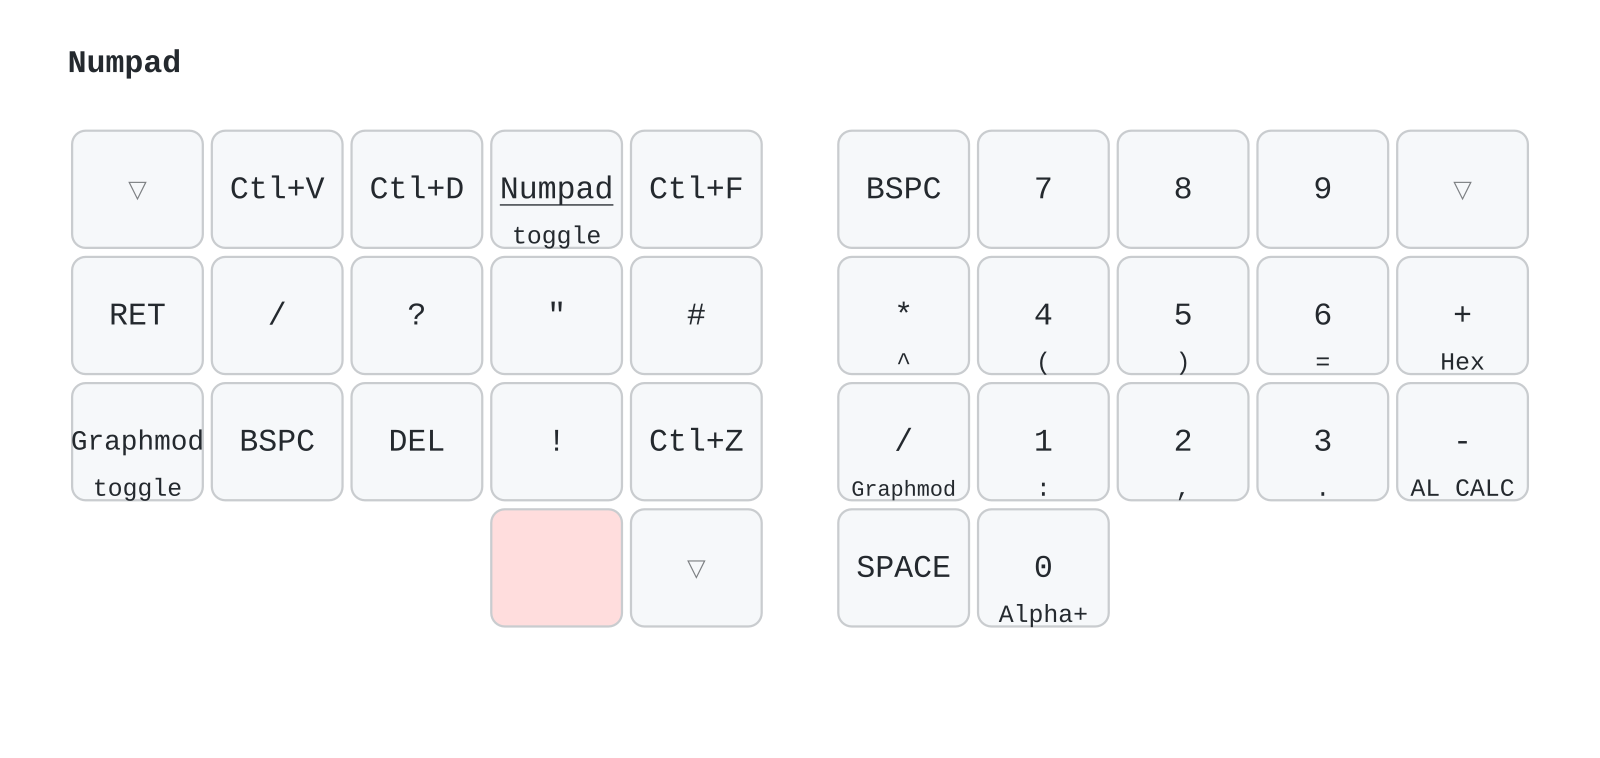 Numpad
▽ Ctl+V Ctl+D Numpad Ctl+F BSPC 7 8 9 ▽
toggle
RET / ? " # * 4 5 6 +
^ ( ) = Hex
Graphmod BSPC DEL ! Ctl+Z / 1 2 3 -
toggle Graphmod : , . AL CALC
▽ SPACE 0
Alpha+